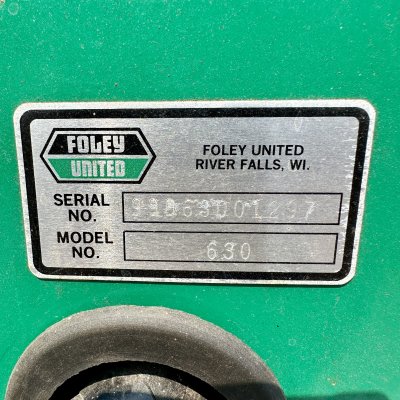 FOLEY
UNITED
FOLEY UNITED
RIVER FALLS, WI.
SERIAL
NO.
MODEL
NO. 630